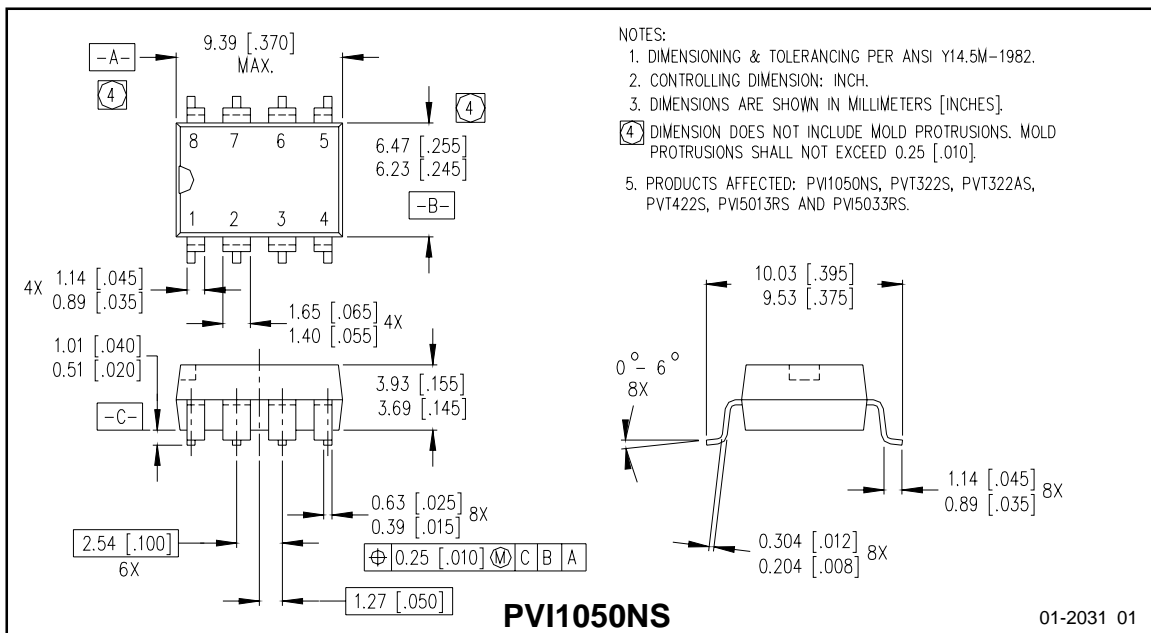 9.39 [.370]
MAX.
-A-
4
4
8 7 6 5
1 2 3 4
6.47 [.255]
6.23 [.245]
-B-
4X 1.14 [.045]
0.89 [.035]
1.65 [.065]
1.40 [.055] 4X
1.01 [.040]
0.51 [.020]
-C-
3.93 [.155]
3.69 [.145]
0.63 [.025]
0.39 [.015] 8X
2.54 [.100]
6X
⌖ 0.25 [.010] Ⓜ C B A
1.27 [.050]
NOTES:
1. DIMENSIONING & TOLERANCING PER ANSI Y14.5M-1982.
2. CONTROLLING DIMENSION: INCH.
3. DIMENSIONS ARE SHOWN IN MILLIMETERS [INCHES].
4 DIMENSION DOES NOT INCLUDE MOLD PROTRUSIONS. MOLD
PROTRUSIONS SHALL NOT EXCEED 0.25 [.010].
5. PRODUCTS AFFECTED: PVI1050NS, PVT322S, PVT322AS,
PVT422S, PVI5013RS AND PVI5033RS.
10.03 [.395]
9.53 [.375]
0° - 6°
8X
1.14 [.045]
0.89 [.035] 8X
0.304 [.012]
0.204 [.008] 8X
PVI1050NS
01-2031 01